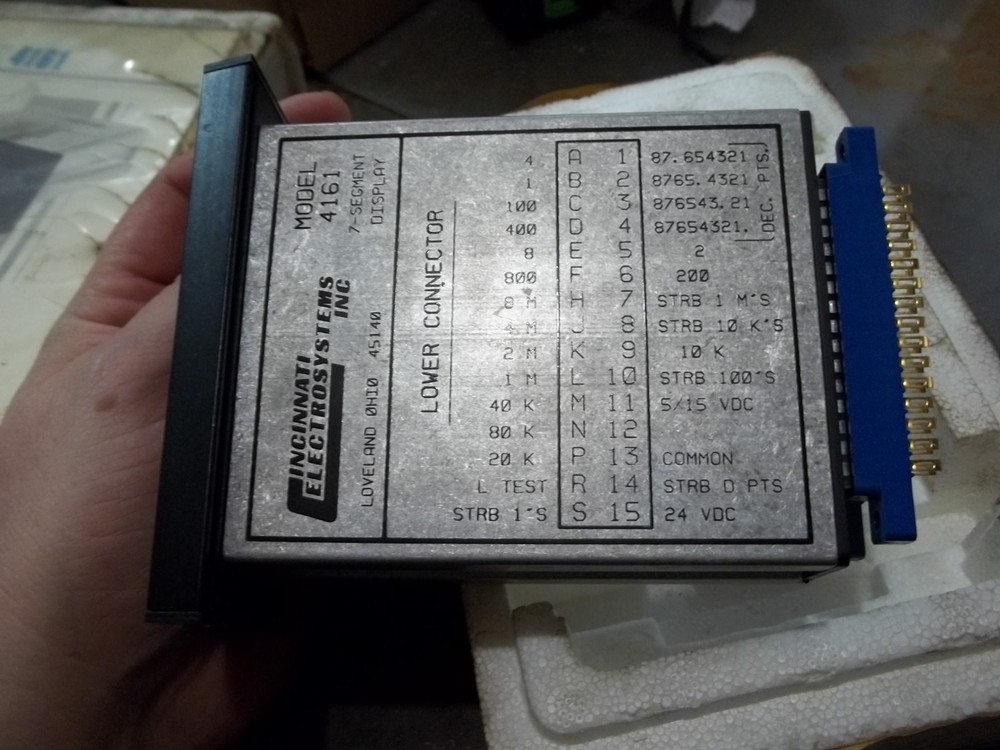 4161
MODEL
4161
7-SEGMENT
DISPLAY
CINCINNATI
ELECTROSYSTEMS
INC
LOVELAND OHIO 45140
LOWER CONNECTOR
4 A 1 87.654321
1 B 2 8765.4321
100 C 3 876543.21
400 D 4 87654321.
DEC. PTS.
8 E 5 2
800 F 6 200
8 M H 7 STRB 1 M'S
4 M J 8 STRB 10 K'S
2 M K 9 10 K
1 M L 10 STRB 100'S
40 K M 11 5/15 VDC
80 K N 12
20 K P 13 COMMON
L TEST R 14 STRB D PTS
STRB 1'S S 15 24 VDC